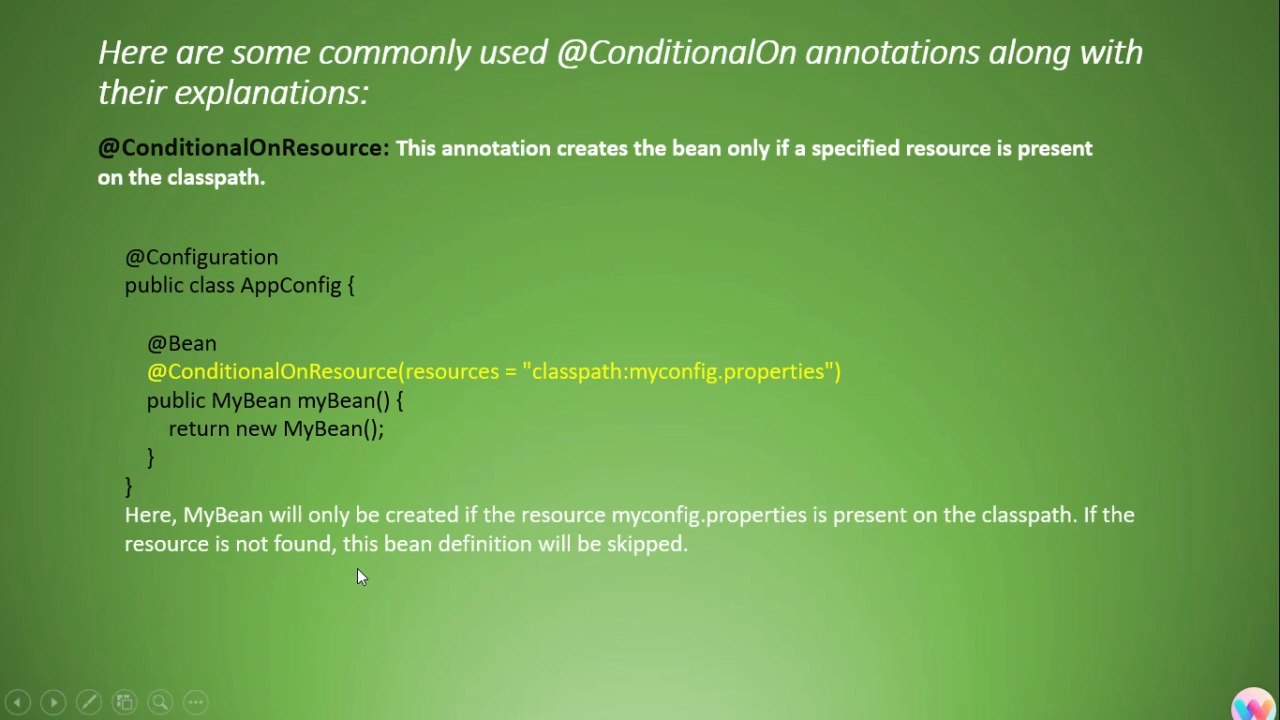 Here are some commonly used @ConditionalOn annotations along with
their explanations:
@ConditionalOnResource: This annotation creates the bean only if a specified resource is present
on the classpath.
@Configuration
public class AppConfig {
@Bean
@ConditionalOnResource(resources = "classpath:myconfig.properties")
public MyBean myBean() {
return new MyBean();
}
}
Here, MyBean will only be created if the resource myconfig.properties is present on the classpath. If the
resource is not found, this bean definition will be skipped.